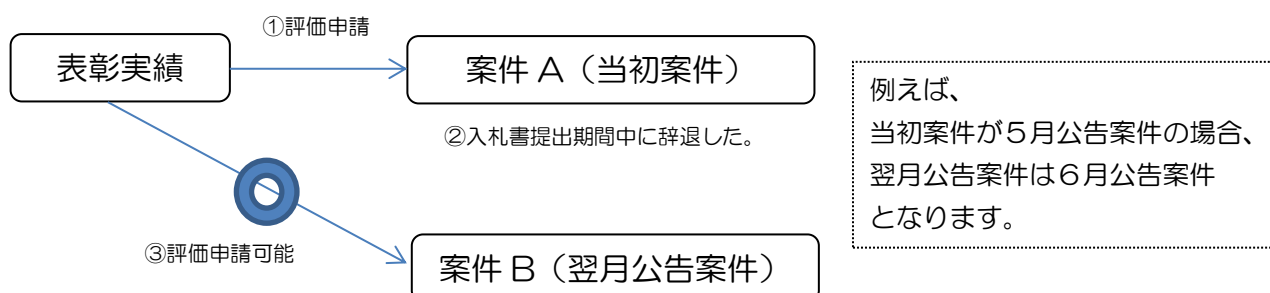 ①評価申請
表彰実績
案件A（当初案件）
②入札書提出期間中に辞退した。
③評価申請可能
案件B（翌月公告案件）
例えば、
当初案件が５月公告案件の場合、
翌月公告案件は６月公告案件
となります。